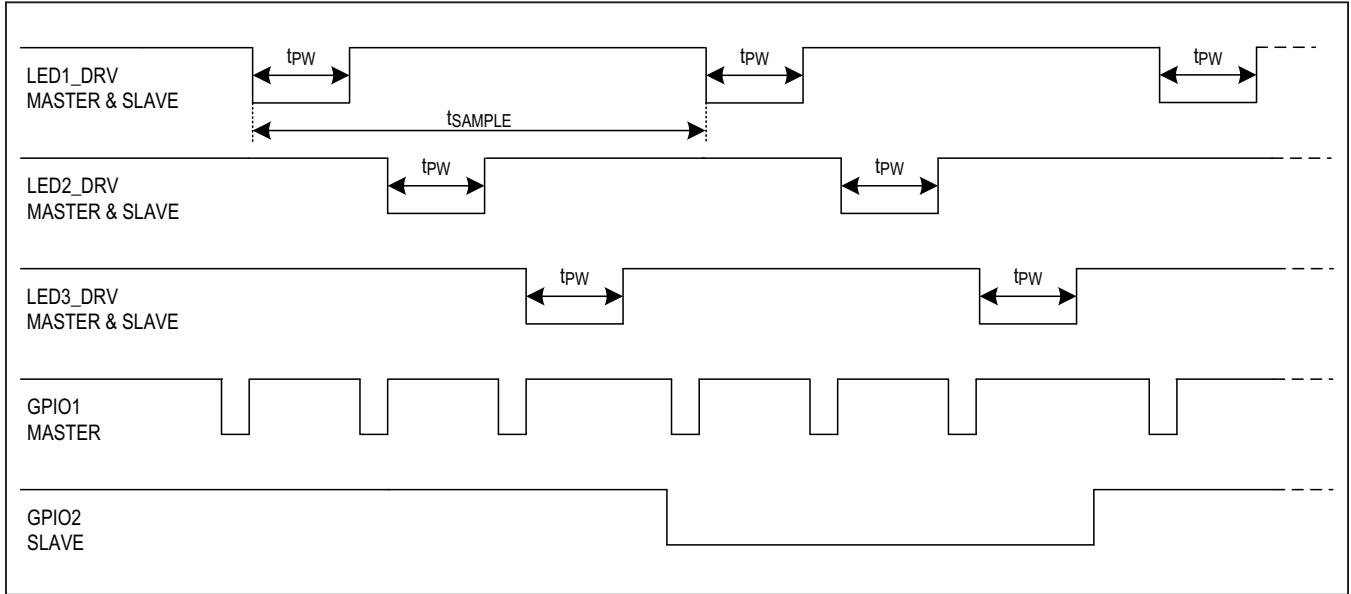 tPW
tPW
tPW
LED1_DRV
MASTER & SLAVE
tSAMPLE
tPW
tPW
LED2_DRV
MASTER & SLAVE
tPW
tPW
LED3_DRV
MASTER & SLAVE
GPIO1
MASTER
GPIO2
SLAVE